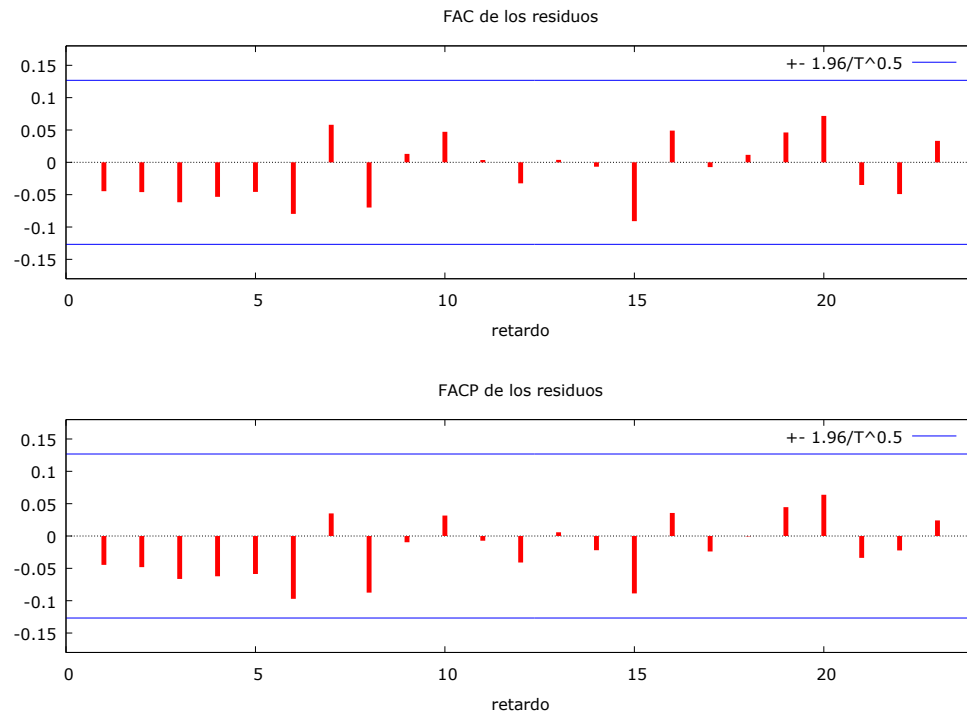 FAC de los residuos
+- 1.96/T^0.5
0.15
0.1
0.05
0
-0.05
-0.1
-0.15
0 5 10 15 20
retardo
FACP de los residuos
+- 1.96/T^0.5
0.15
0.1
0.05
0
-0.05
-0.1
-0.15
0 5 10 15 20
retardo